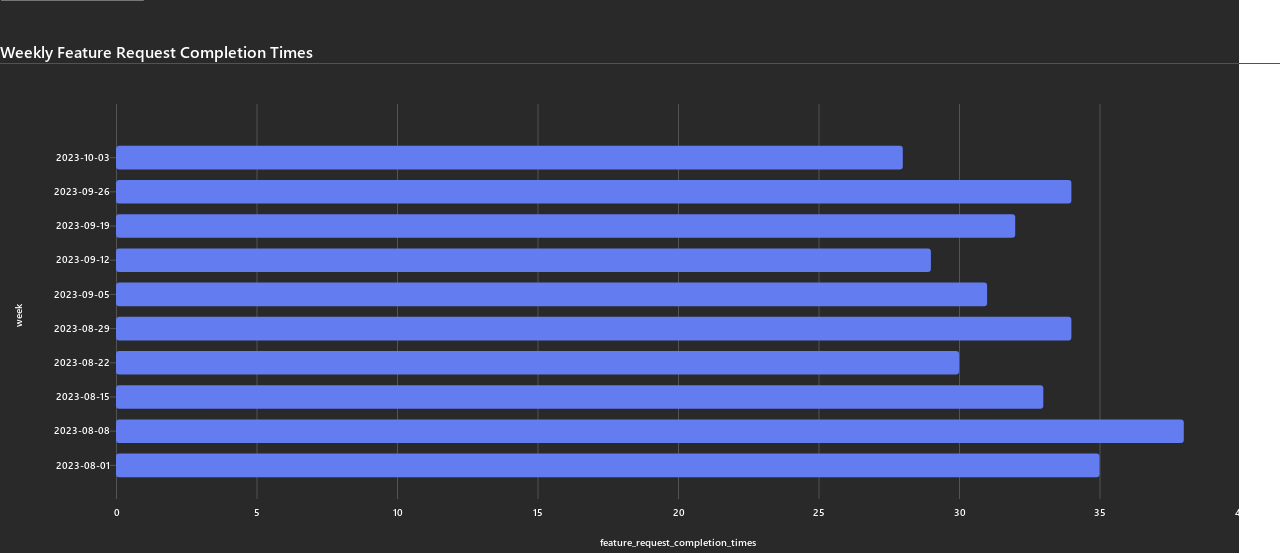 Weekly Feature Request Completion Times
2023-10-03
2023-09-26
2023-09-19
2023-09-12
2023-09-05
week
2023-08-29
2023-08-22
2023-08-15
2023-08-08
2023-08-01
0 5 10 15 20 25 30 35
feature_request_completion_times